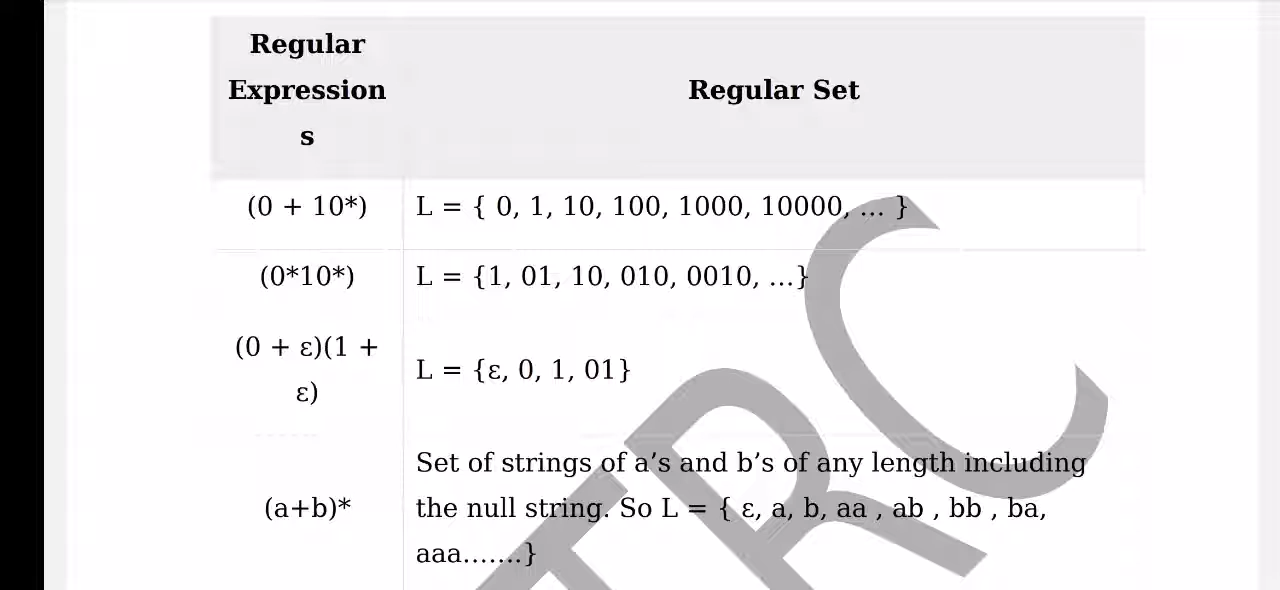 Regular
Expression
s
Regular Set
(0 + 10*)
L = { 0, 1, 10, 100, 1000, 10000, … }
(0*10*)
L = {1, 01, 10, 010, 0010, …}
(0 + ε)(1 +
ε)
L = {ε, 0, 1, 01}
(a+b)*
Set of strings of a’s and b’s of any length including
the null string. So L = { ε, a, b, aa , ab , bb , ba,
aaa…….}
TRC